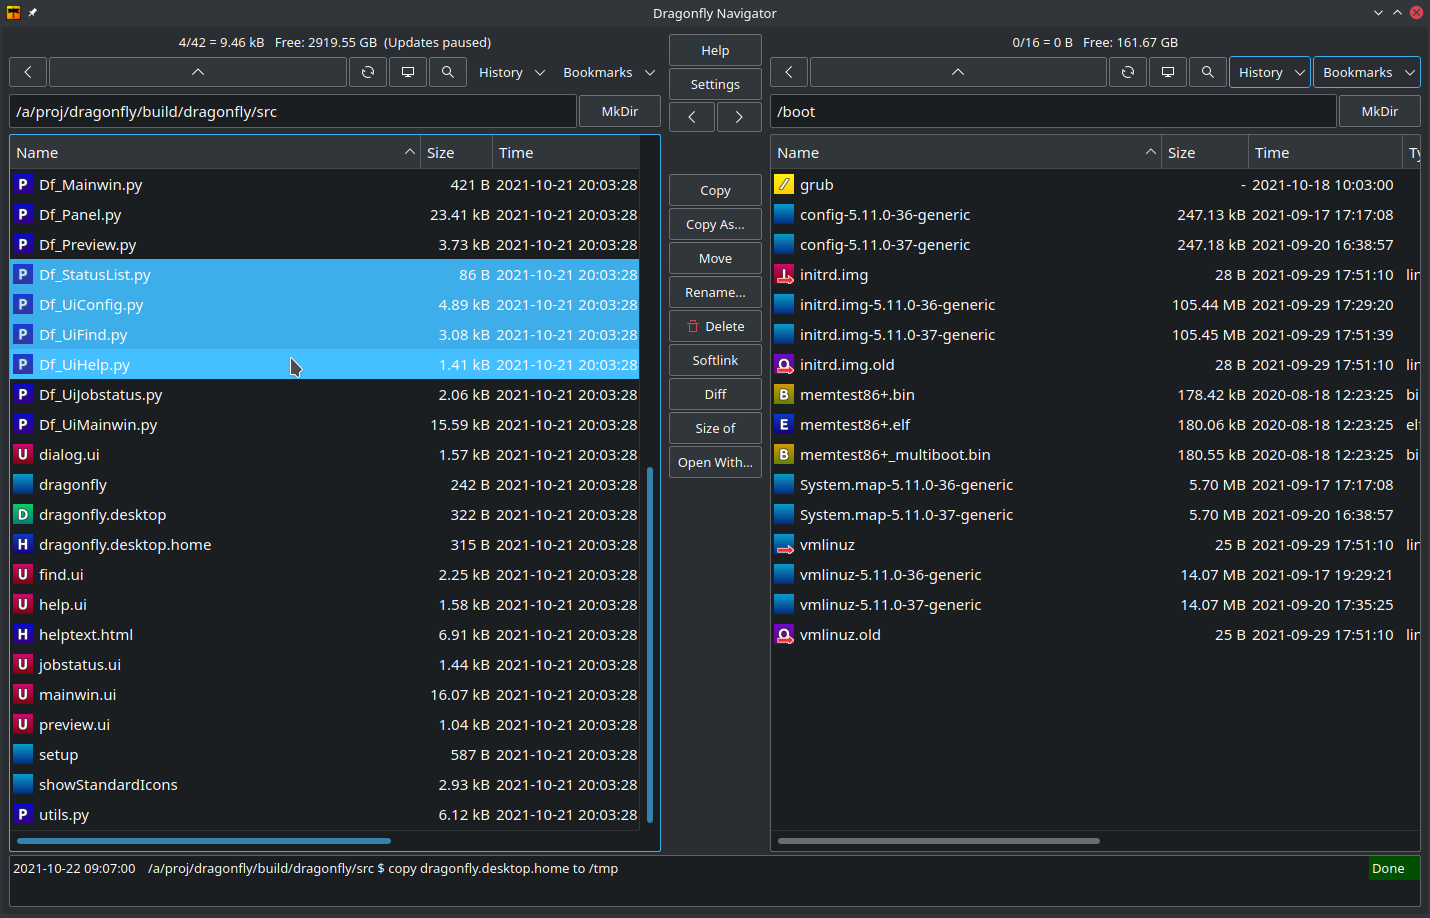 Dragonfly Navigator
4/42 = 9.46 kB   Free: 2919.55 GB  (Updates paused)
History
Bookmarks
/a/proj/dragonfly/build/dragonfly/src
MkDir
Name Size Time
P Df_Mainwin.py 421 B 2021-10-21 20:03:28
P Df_Panel.py 23.41 kB 2021-10-21 20:03:28
P Df_Preview.py 3.73 kB 2021-10-21 20:03:28
P Df_StatusList.py 86 B 2021-10-21 20:03:28
P Df_UiConfig.py 4.89 kB 2021-10-21 20:03:28
P Df_UiFind.py 3.08 kB 2021-10-21 20:03:28
P Df_UiHelp.py 1.41 kB 2021-10-21 20:03:28
P Df_UiJobstatus.py 2.06 kB 2021-10-21 20:03:28
P Df_UiMainwin.py 15.59 kB 2021-10-21 20:03:28
U dialog.ui 1.57 kB 2021-10-21 20:03:28
dragonfly 242 B 2021-10-21 20:03:28
D dragonfly.desktop 322 B 2021-10-21 20:03:28
H dragonfly.desktop.home 315 B 2021-10-21 20:03:28
U find.ui 2.25 kB 2021-10-21 20:03:28
U help.ui 1.58 kB 2021-10-21 20:03:28
H helptext.html 6.91 kB 2021-10-21 20:03:28
U jobstatus.ui 1.44 kB 2021-10-21 20:03:28
U mainwin.ui 16.07 kB 2021-10-21 20:03:28
U preview.ui 1.04 kB 2021-10-21 20:03:28
setup 587 B 2021-10-21 20:03:28
showStandardIcons 2.93 kB 2021-10-21 20:03:28
P utils.py 6.12 kB 2021-10-21 20:03:28
Help
Settings
Copy
Copy As...
Move
Rename...
Delete
Softlink
Diff
Size of
Open With...
0/16 = 0 B   Free: 161.67 GB
History
Bookmarks
/boot
MkDir
Name Size Time Ty
grub - 2021-10-18 10:03:00
config-5.11.0-36-generic 247.13 kB 2021-09-17 17:17:08
config-5.11.0-37-generic 247.18 kB 2021-09-20 16:38:57
I initrd.img 28 B 2021-09-29 17:51:10 lin
initrd.img-5.11.0-36-generic 105.44 MB 2021-09-29 17:29:20
initrd.img-5.11.0-37-generic 105.45 MB 2021-09-29 17:51:39
O initrd.img.old 28 B 2021-09-29 17:51:10 lin
B memtest86+.bin 178.42 kB 2020-08-18 12:23:25 bi
E memtest86+.elf 180.06 kB 2020-08-18 12:23:25 el
B memtest86+_multiboot.bin 180.55 kB 2020-08-18 12:23:25 bi
System.map-5.11.0-36-generic 5.70 MB 2021-09-17 17:17:08
System.map-5.11.0-37-generic 5.70 MB 2021-09-20 16:38:57
vmlinuz 25 B 2021-09-29 17:51:10 lin
vmlinuz-5.11.0-36-generic 14.07 MB 2021-09-17 19:29:21
vmlinuz-5.11.0-37-generic 14.07 MB 2021-09-20 17:35:25
O vmlinuz.old 25 B 2021-09-29 17:51:10 lin
2021-10-22 09:07:00   /a/proj/dragonfly/build/dragonfly/src $ copy dragonfly.desktop.home to /tmp
Done